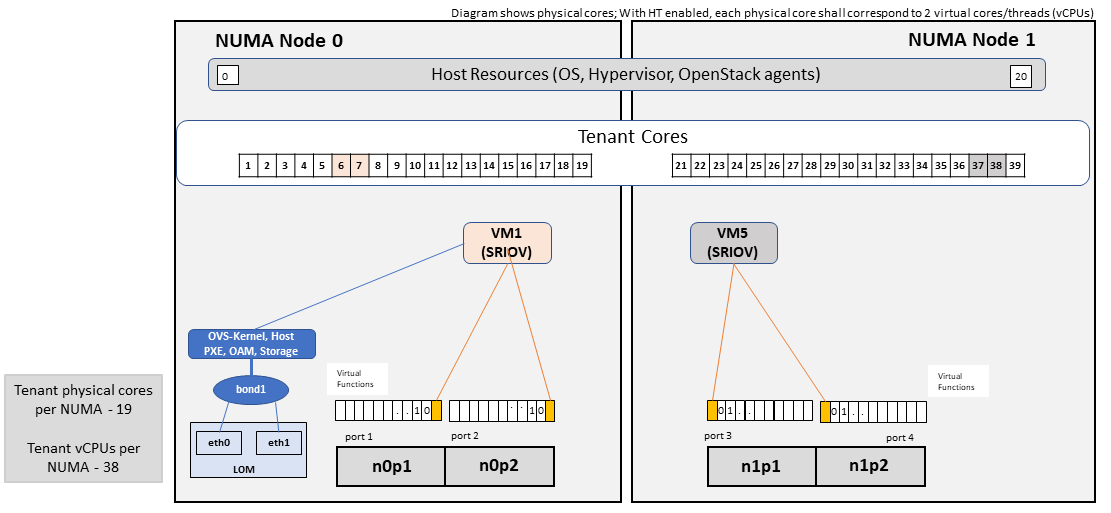 Diagram shows physical cores; With HT enabled, each physical core shall correspond to 2 virtual cores/threads (vCPUs)
NUMA Node 0
NUMA Node 1
0
Host Resources (OS, Hypervisor, OpenStack agents)
20
Tenant Cores
1 2 3 4 5 6 7 8 9 10 11 12 13 14 15 16 17 18 19
21 22 23 24 25 26 27 28 29 30 31 32 33 34 35 36 37 38 39
VM1
(SRIOV)
VM5
(SRIOV)
OVS-Kernel, Host
PXE, OAM, Storage
bond1
eth0
eth1
LOM
Virtual
Functions
. . 1 0
. . 1 0
port 1
port 2
n0p1
n0p2
Virtual
Functions
0 1 . .
0 1 . .
port 3
port 4
n1p1
n1p2
Tenant physical cores
per NUMA - 19
Tenant vCPUs per
NUMA - 38